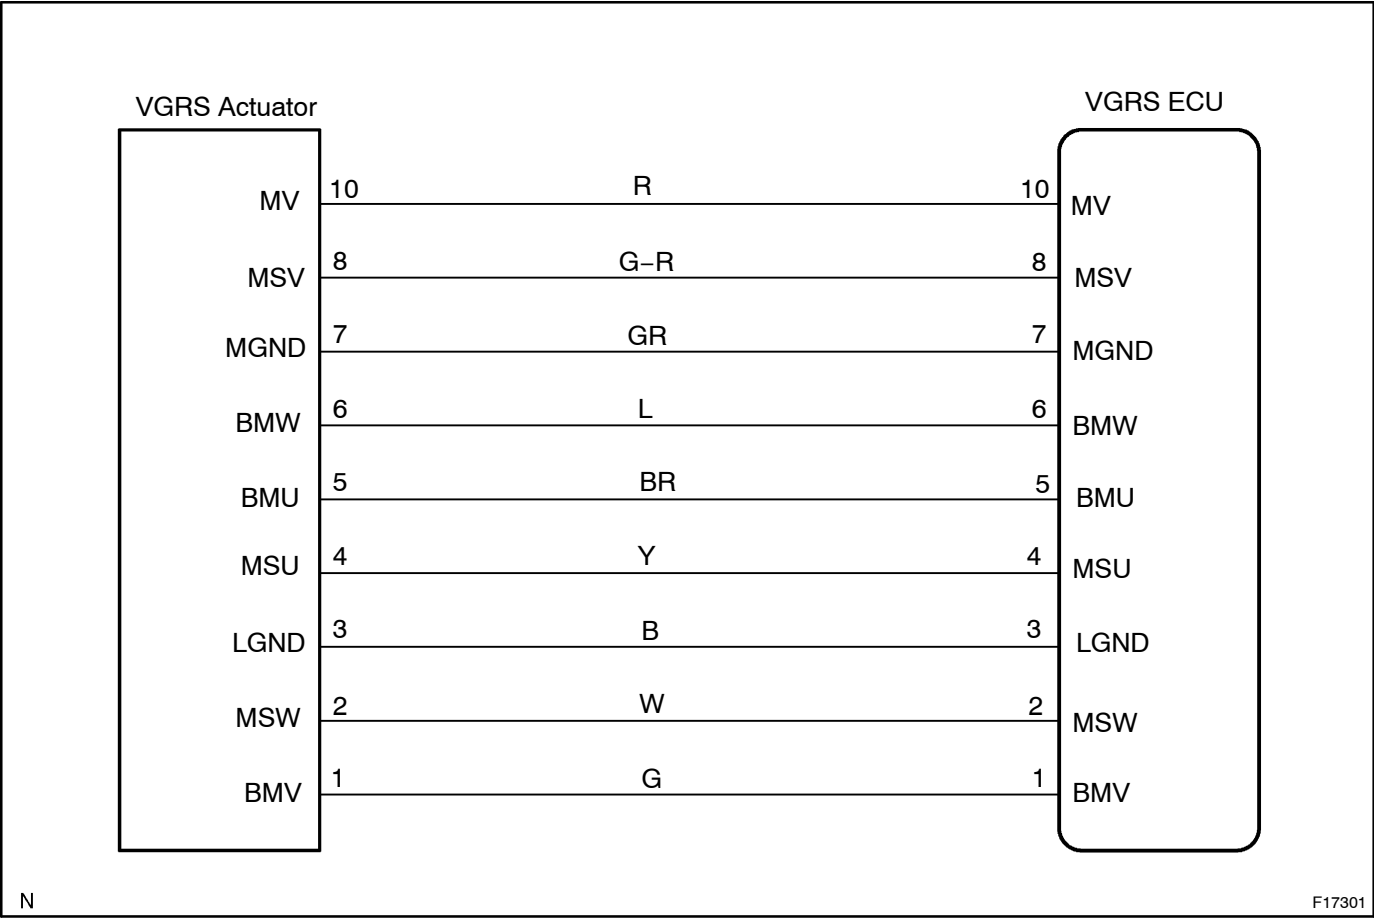 VGRS Actuator VGRS ECU
MV 10 R 10 MV
MSV 8 G–R 8 MSV
MGND 7 GR 7 MGND
BMW 6 L 6 BMW
BMU 5 BR 5 BMU
MSU 4 Y 4 MSU
LGND 3 B 3 LGND
MSW 2 W 2 MSW
BMV 1 G 1 BMV
N F17301